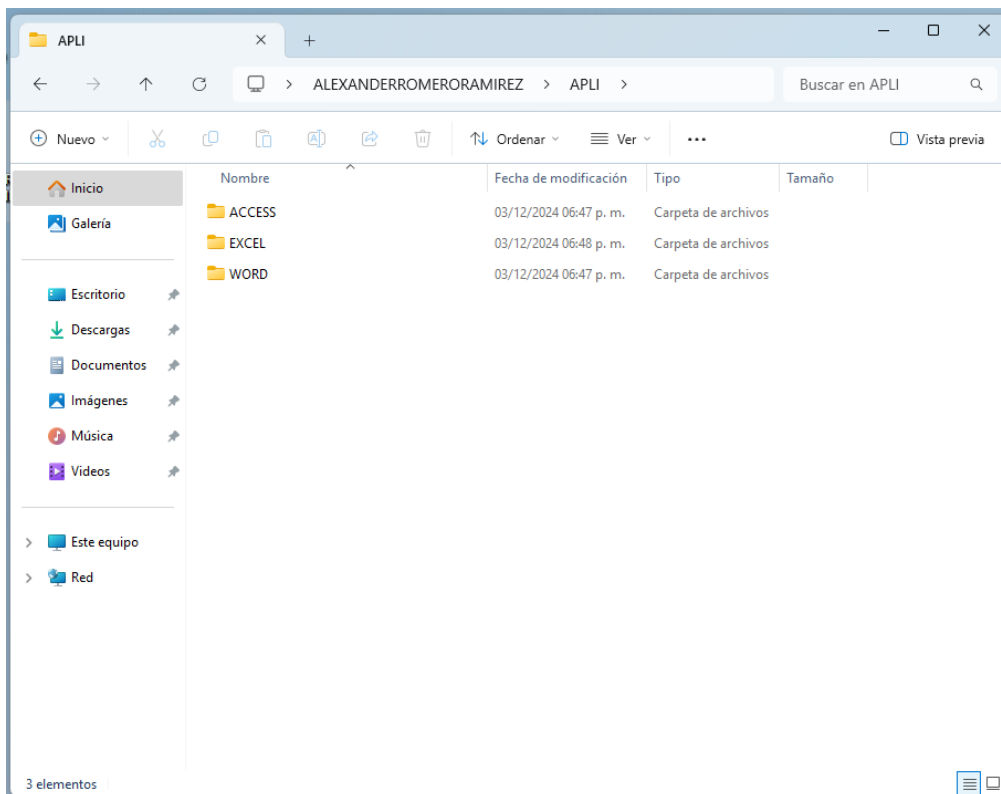 APLI
ALEXANDERROMERORAMIREZ > APLI >
Buscar en APLI
Nuevo
Ordenar
Ver
Vista previa
Nombre Fecha de modificación Tipo Tamaño
ACCESS 03/12/2024 06:47 p. m. Carpeta de archivos
EXCEL 03/12/2024 06:48 p. m. Carpeta de archivos
WORD 03/12/2024 06:47 p. m. Carpeta de archivos
Inicio
Galería
Escritorio
Descargas
Documentos
Imágenes
Música
Videos
Este equipo
Red
3 elementos